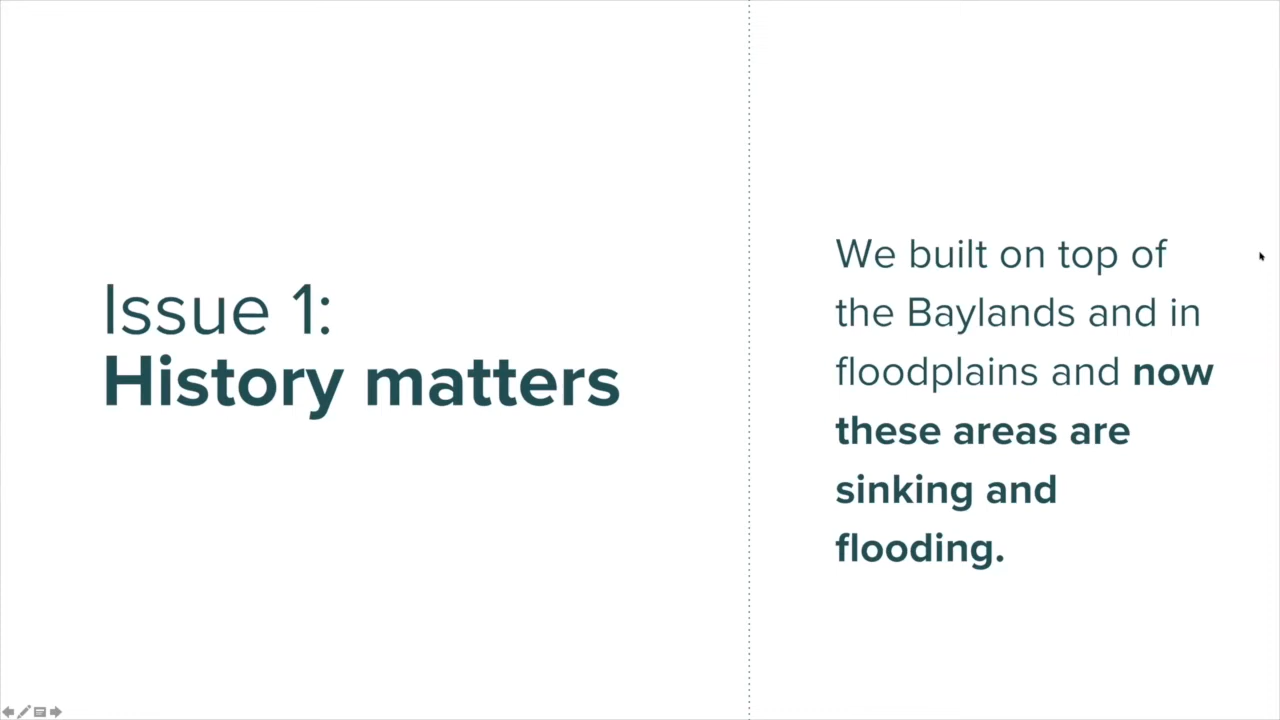 Issue 1:
History matters
We built on top of
the Baylands and in
floodplains and now
these areas are
sinking and
flooding.